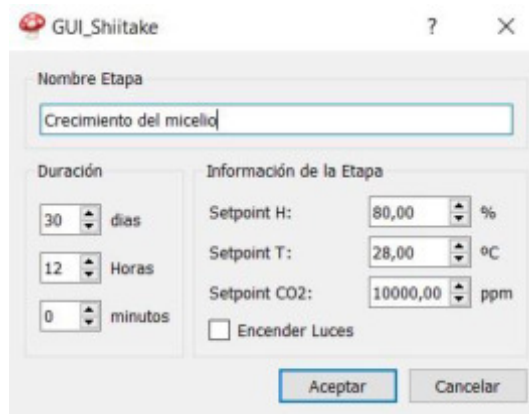 GUI_Shiitake ? ×
Nombre Etapa
Crecimiento del micelio
Duración
30 dias
12 Horas
0 minutos
Información de la Etapa
Setpoint H: 80,00 %
Setpoint T: 28,00 ºC
Setpoint CO2: 10000,00 ppm
Encender Luces
Aceptar Cancelar